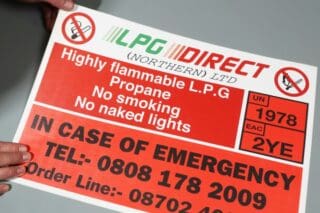 LPG DIRECT
(NORTHERN) LTD
Highly flammable L.P.G
Propane
No smoking
No naked lights
UN
1978
EAC
2YE
IN CASE OF EMERGENCY
TEL:- 0808 178 2009
Order Line:- 08702